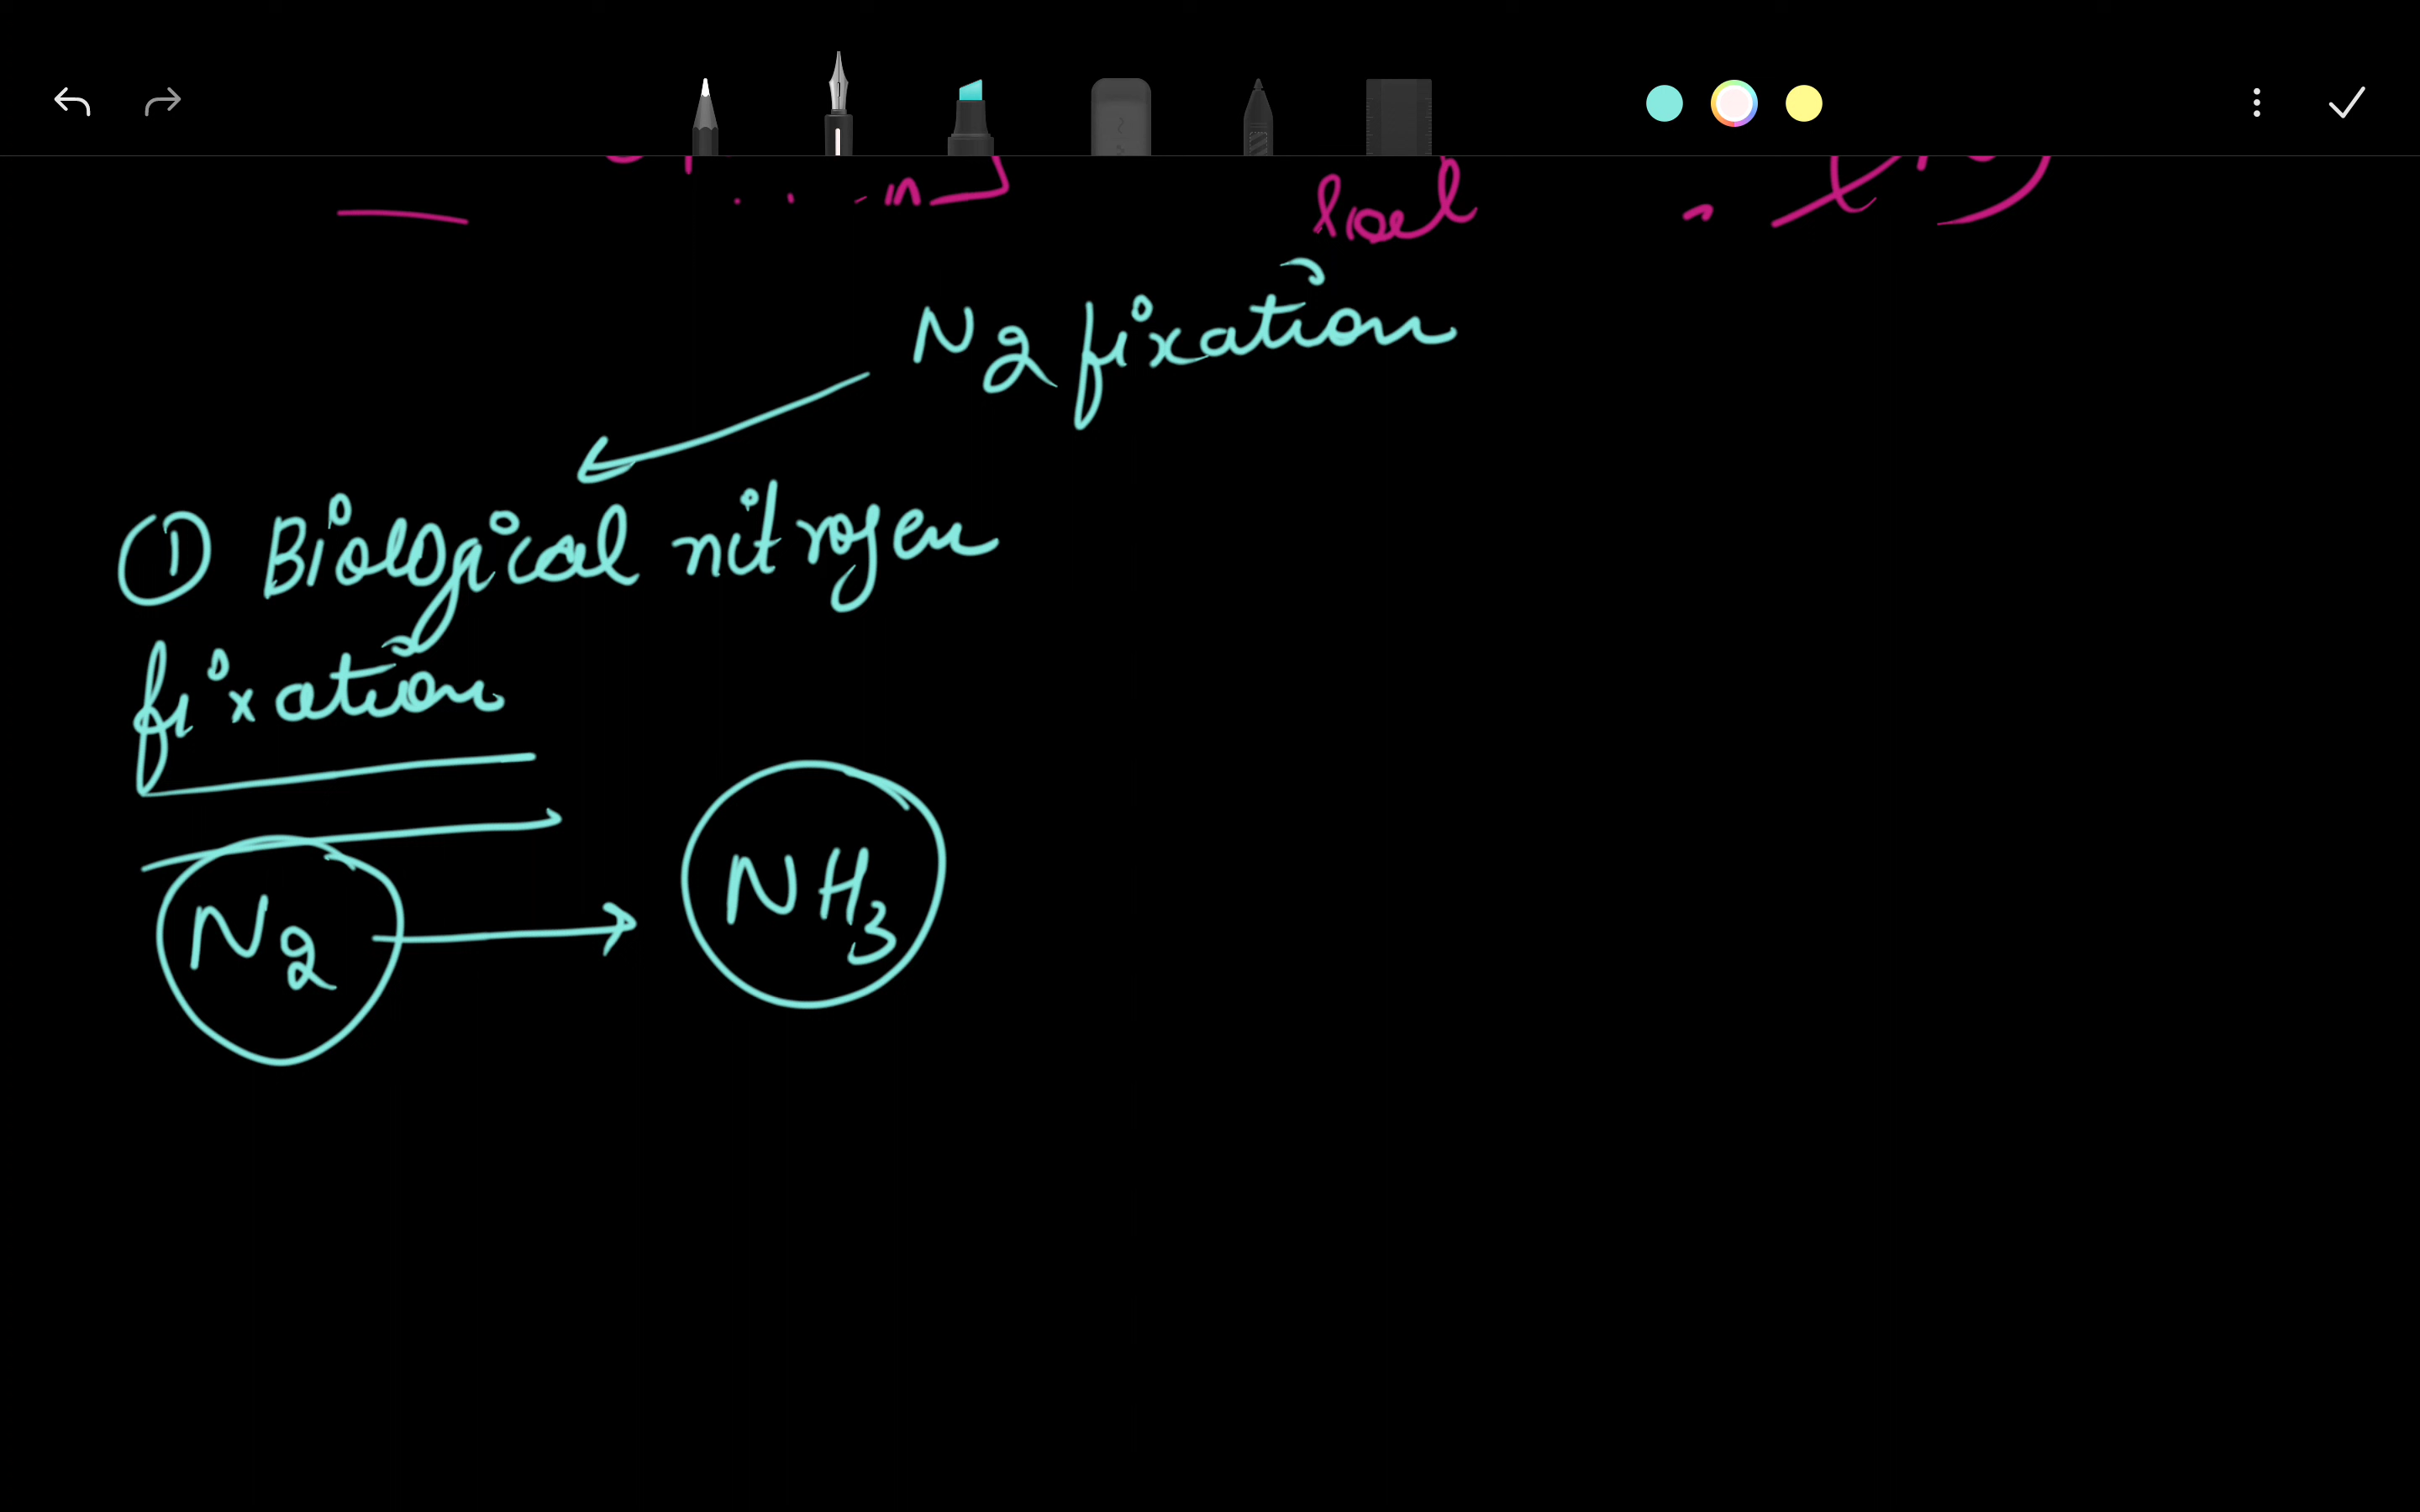 N2 fixation
① Biological nitrogen
fixation
N2 → NH3